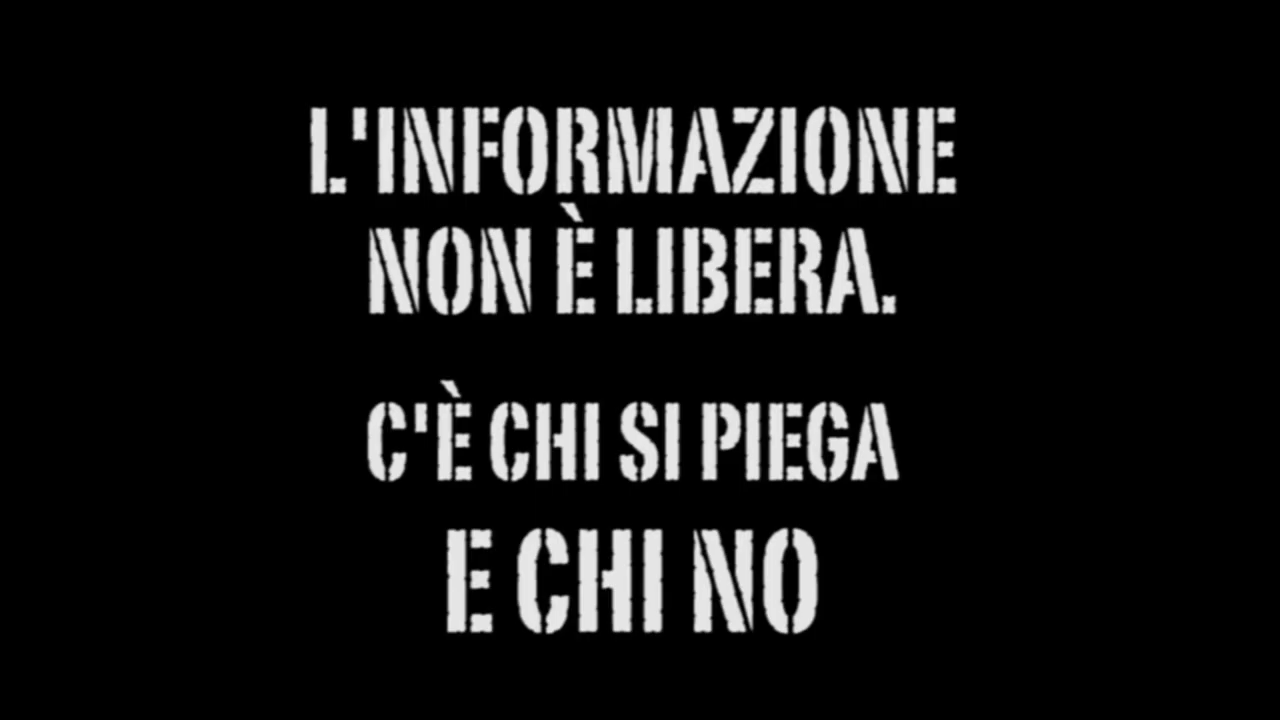 L'INFORMAZIONE
NON È LIBERA.
C'È CHI SI PIEGA
E CHI NO